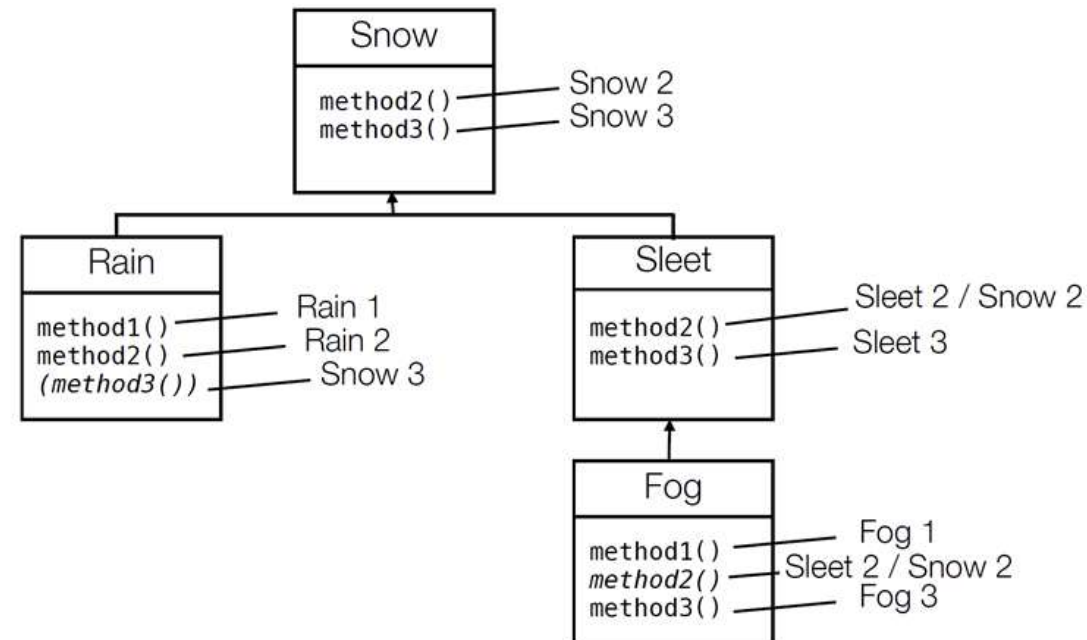 Snow
method2() Snow 2
method3() Snow 3
Rain
method1() Rain 1
method2() Rain 2
(method3()) Snow 3
Sleet
method2() Sleet 2 / Snow 2
method3() Sleet 3
Fog
method1() Fog 1
method2() Sleet 2 / Snow 2
method3() Fog 3